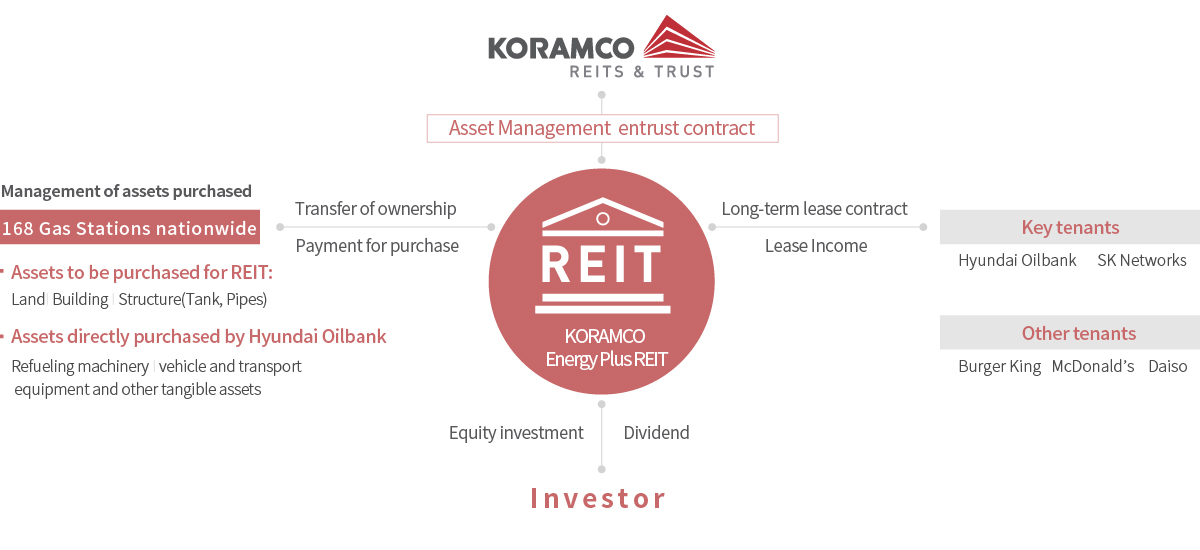 KORAMCO
REITS & TRUST
Asset Management entrust contract
Management of assets purchased
168 Gas Stations nationwide
Assets to be purchased for REIT:
Land | Building | Structure(Tank, Pipes)
Assets directly purchased by Hyundai Oilbank
Refueling machinery | vehicle and transport
equipment and other tangible assets
Transfer of ownership
Payment for purchase
REIT
KORAMCO
Energy Plus REIT
Long-term lease contract
Lease Income
Key tenants
Hyundai Oilbank SK Networks
Other tenants
Burger King McDonald's Daiso
Equity investment Dividend
Investor